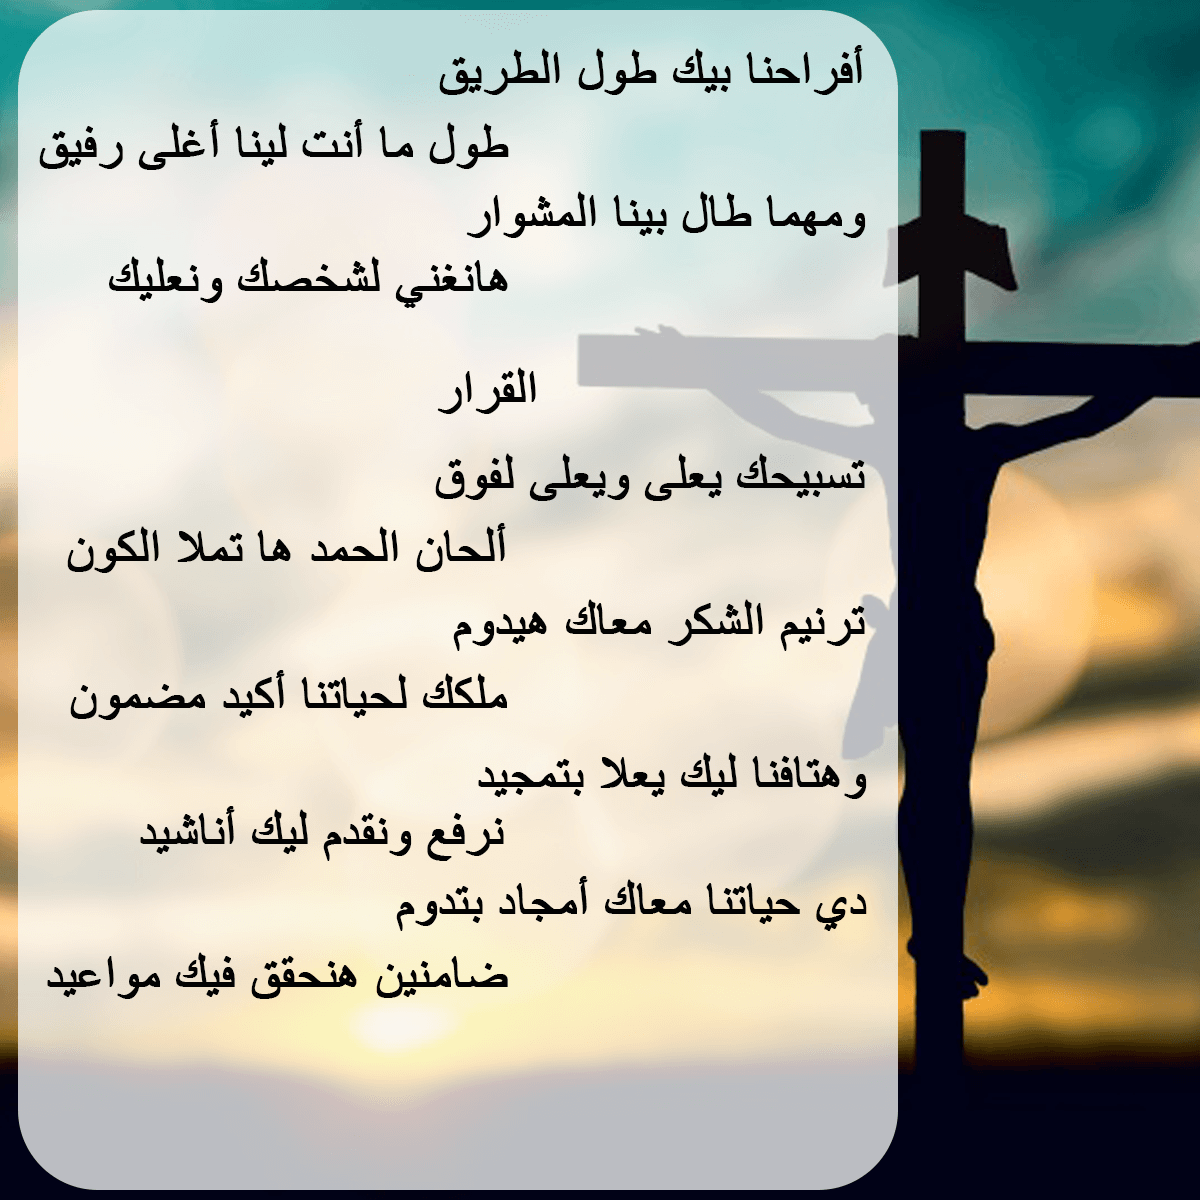 أفراحنا بيك طول الطريق
طول ما أنت لينا أغلى رفيق
ومهما طال بينا المشوار
هانغني لشخصك ونعليك
القرار
تسبيحك يعلى ويعلى لفوق
ألحان الحمد ها تملا الكون
ترنيم الشكر معاك هيدوم
ملكك لحياتنا أكيد مضمون
وهتافنا ليك يعلا بتمجيد
نرفع ونقدم ليك أناشيد
دي حياتنا معاك أمجاد بتدوم
ضامنين هنحقق فيك مواعيد